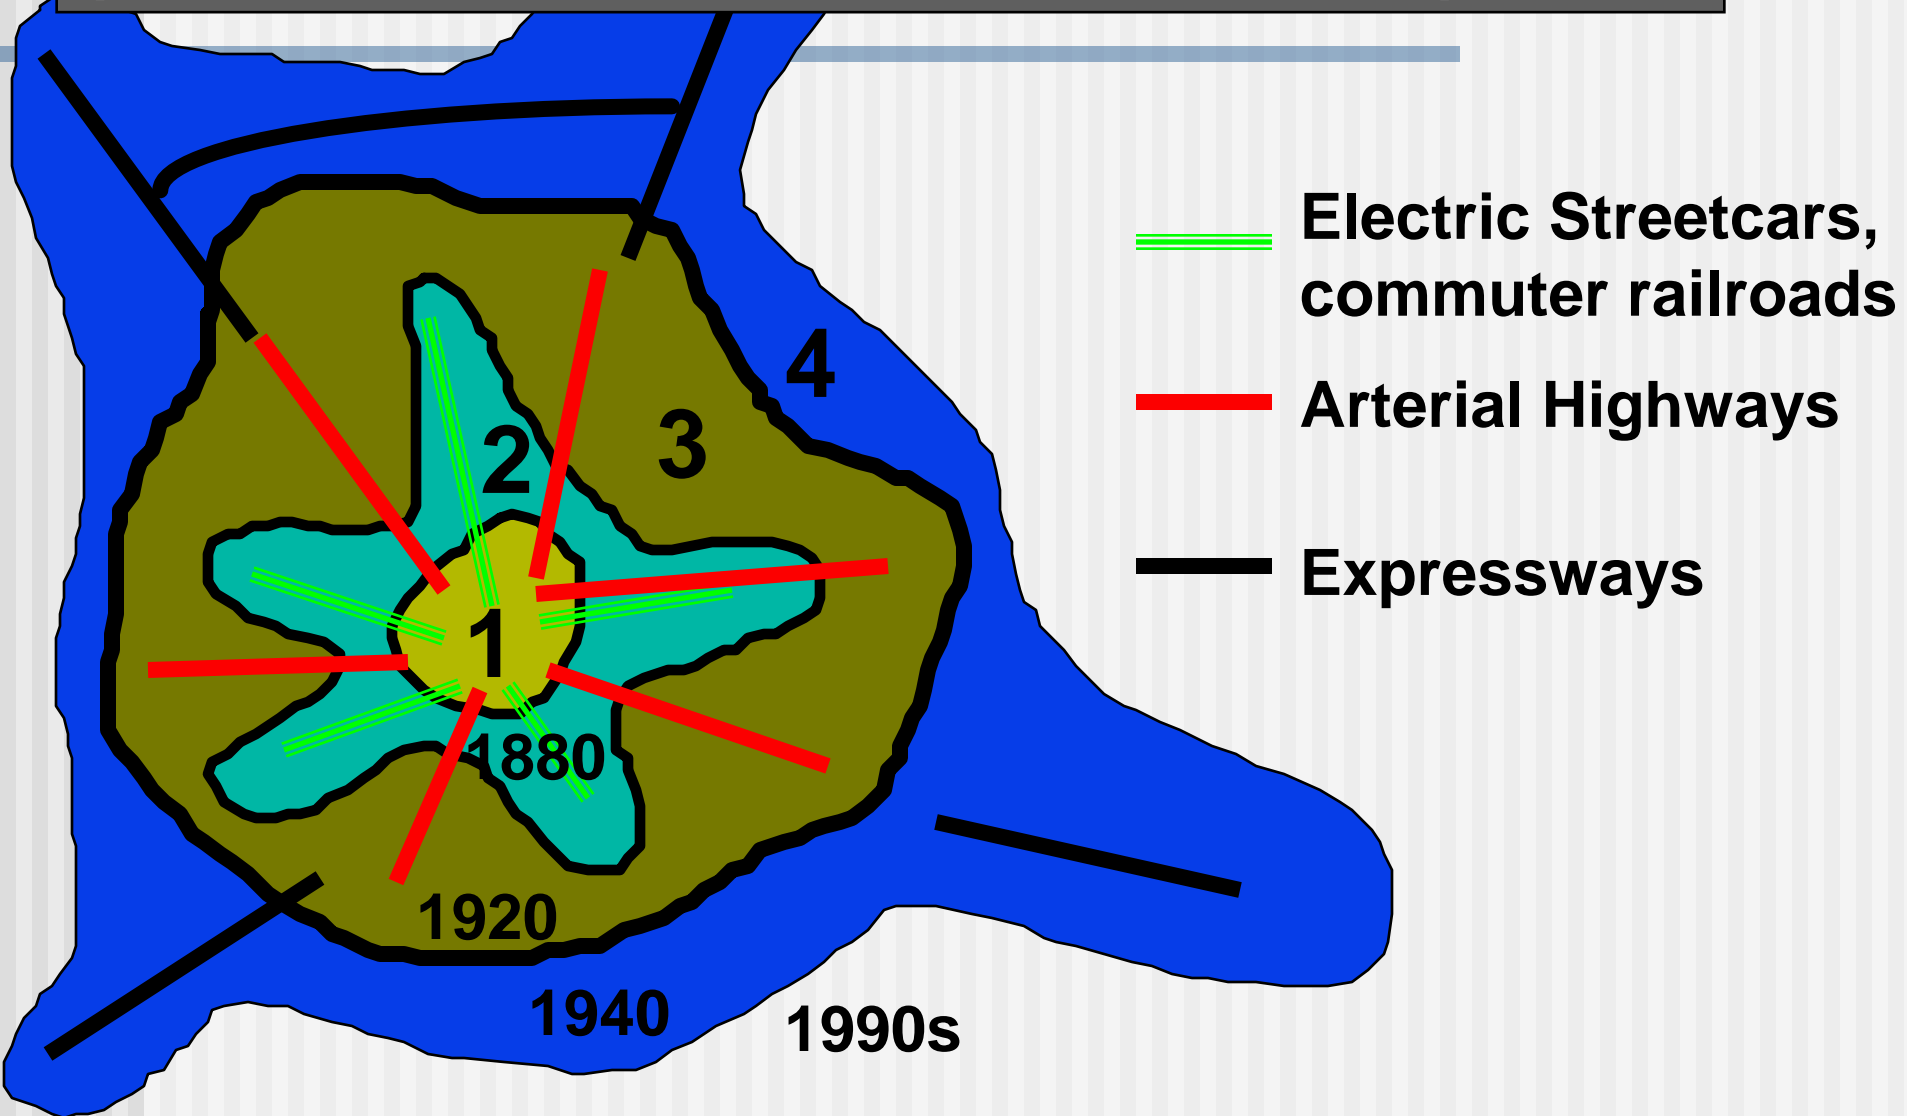 4
3
2
1
1880
1920
1940
1990s
Electric Streetcars,
commuter railroads
Arterial Highways
Expressways